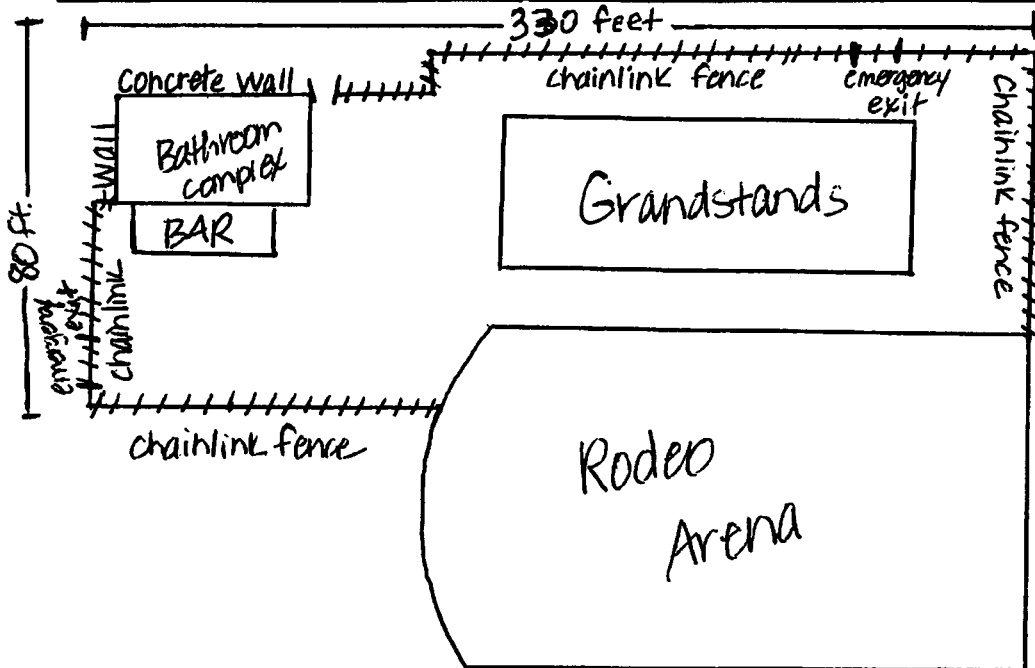 330 feet
chainlink fence
emergency
exit
Concrete wall
Bathroom
complex
wall
BAR
80 ft.
chainlink
emergency
exit
Grandstands
chainlink fence
chainlink fence
Rodeo
Arena